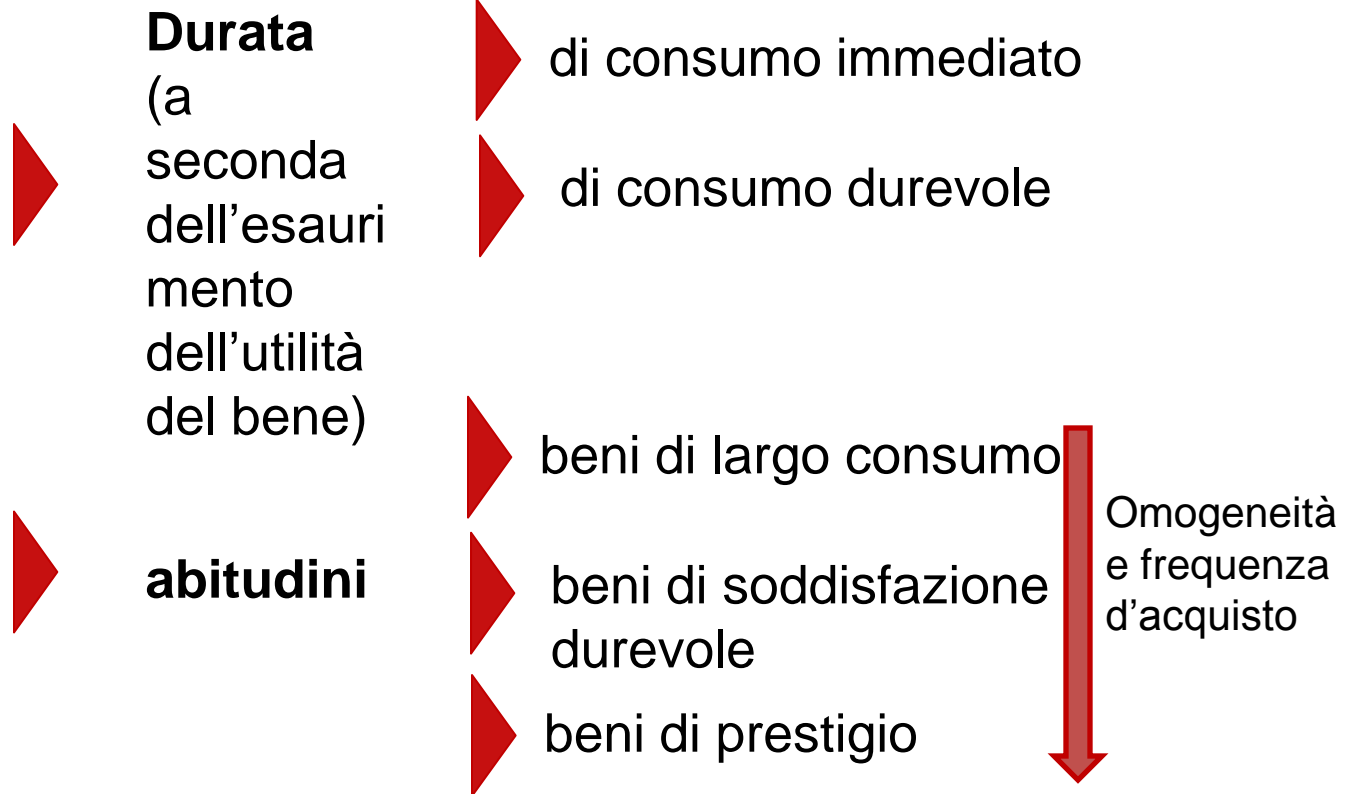 Durata
(a
seconda
dell’esauri
mento
dell’utilità
del bene)
di consumo immediato
di consumo durevole
abitudini
beni di largo consumo
beni di soddisfazione
durevole
beni di prestigio
Omogeneità
e frequenza
d’acquisto